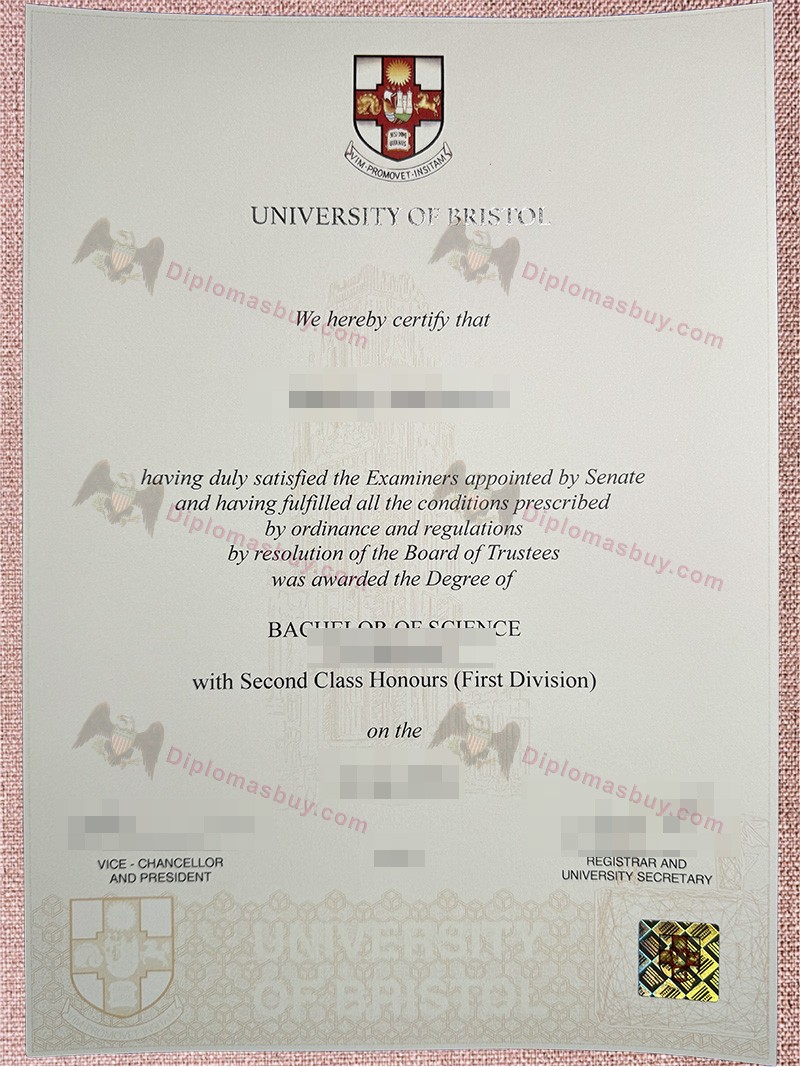 VIM·PROMOVET·INSITAM
UNIVERSITY OF BRISTOL
Diplomasbuy.com
Diplomasbuy.com
We hereby certify that
having duly satisfied the Examiners appointed by Senate
and having fulfilled all the conditions prescribed
Diplomasbuy.com
Diplomasbuy.com
by ordinance and regulations
by resolution of the Board of Trustees
was awarded the Degree of
BACHELOR OF SCIENCE
with Second Class Honours (First Division)
on the
Diplomasbuy.com
Diplomasbuy.com
VICE - CHANCELLOR
AND PRESIDENT
REGISTRAR AND
UNIVERSITY SECRETARY
UNIVERSITY
OF BRISTOL